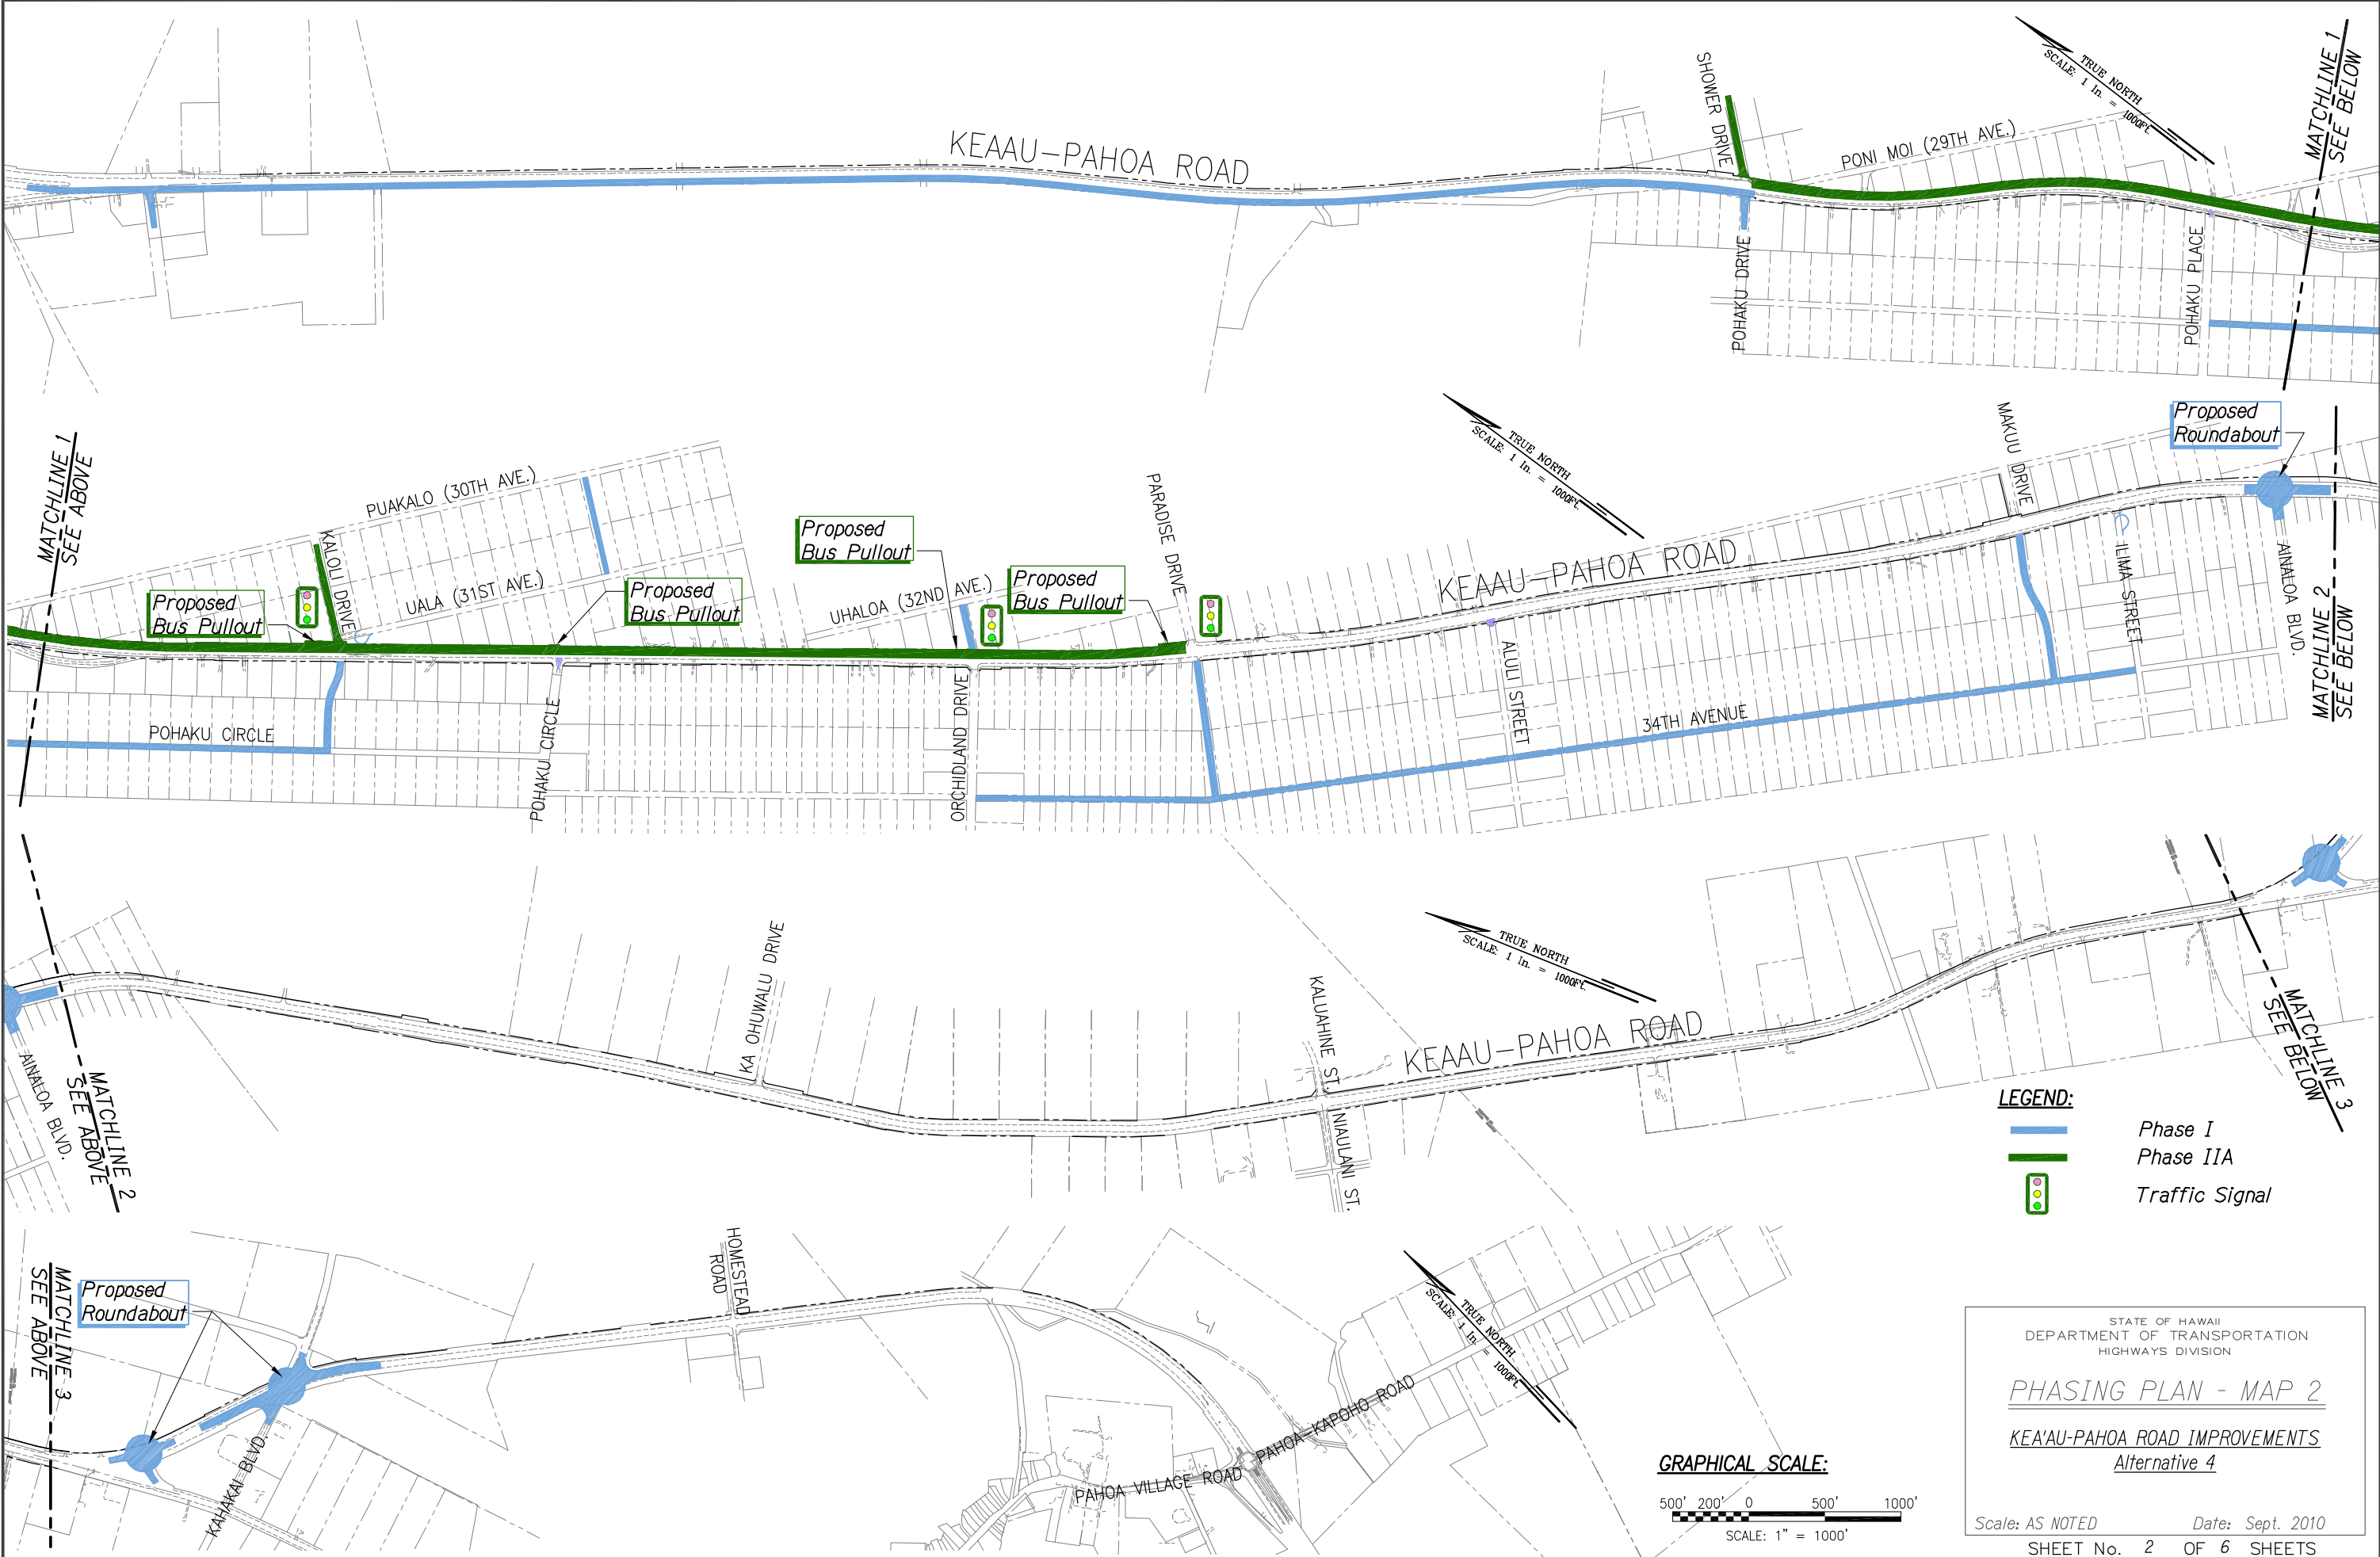 KEAAU-PAHOA ROAD
SHOWER DRIVE
PONI MOI (29TH AVE.)
TRUE NORTH
SCALE: 1 In. = 1000Ft.
MATCHLINE 1
SEE BELOW
POHAKU DRIVE
POHAKU PLACE
MATCHLINE 1
SEE ABOVE
PUAKALO (30TH AVE.)
KALOLI DRIVE
UALA (31ST AVE.)
Proposed
Bus Pullout
Proposed
Bus Pullout
Proposed
Bus Pullout
UHALOA (32ND AVE.)
Proposed
Bus Pullout
PARADISE DRIVE
TRUE NORTH
SCALE: 1 In. = 1000Ft.
KEAAU-PAHOA ROAD
MAKUU DRIVE
Proposed
Roundabout
POHAKU CIRCLE
POHAKU CIRCLE
ORCHIDLAND DRIVE
ALULI STREET
34TH AVENUE
ILIMA STREET
AINALOA BLVD.
MATCHLINE 2
SEE BELOW
AINALOA BLVD.
MATCHLINE 2
SEE ABOVE
KA OHUWALU DRIVE
KALUAHINE ST.
NIAULANI ST.
TRUE NORTH
SCALE: 1 In. = 1000Ft.
KEAAU-PAHOA ROAD
MATCHLINE 3
SEE BELOW
LEGEND:
Phase I
Phase IIA
Traffic Signal
MATCHLINE 3
SEE ABOVE
Proposed
Roundabout
KAHAKAI BLVD.
HOMESTEAD
ROAD
PAHOA VILLAGE ROAD
PAHOA-KAPOHO ROAD
TRUE NORTH
SCALE: 1 In. = 1000Ft.
GRAPHICAL SCALE:
500' 200' 0 500' 1000'
SCALE: 1" = 1000'
STATE OF HAWAII
DEPARTMENT OF TRANSPORTATION
HIGHWAYS DIVISION
PHASING PLAN - MAP 2
KEA'AU-PAHOA ROAD IMPROVEMENTS
Alternative 4
Scale: AS NOTED Date: Sept. 2010
SHEET No. 2 OF 6 SHEETS